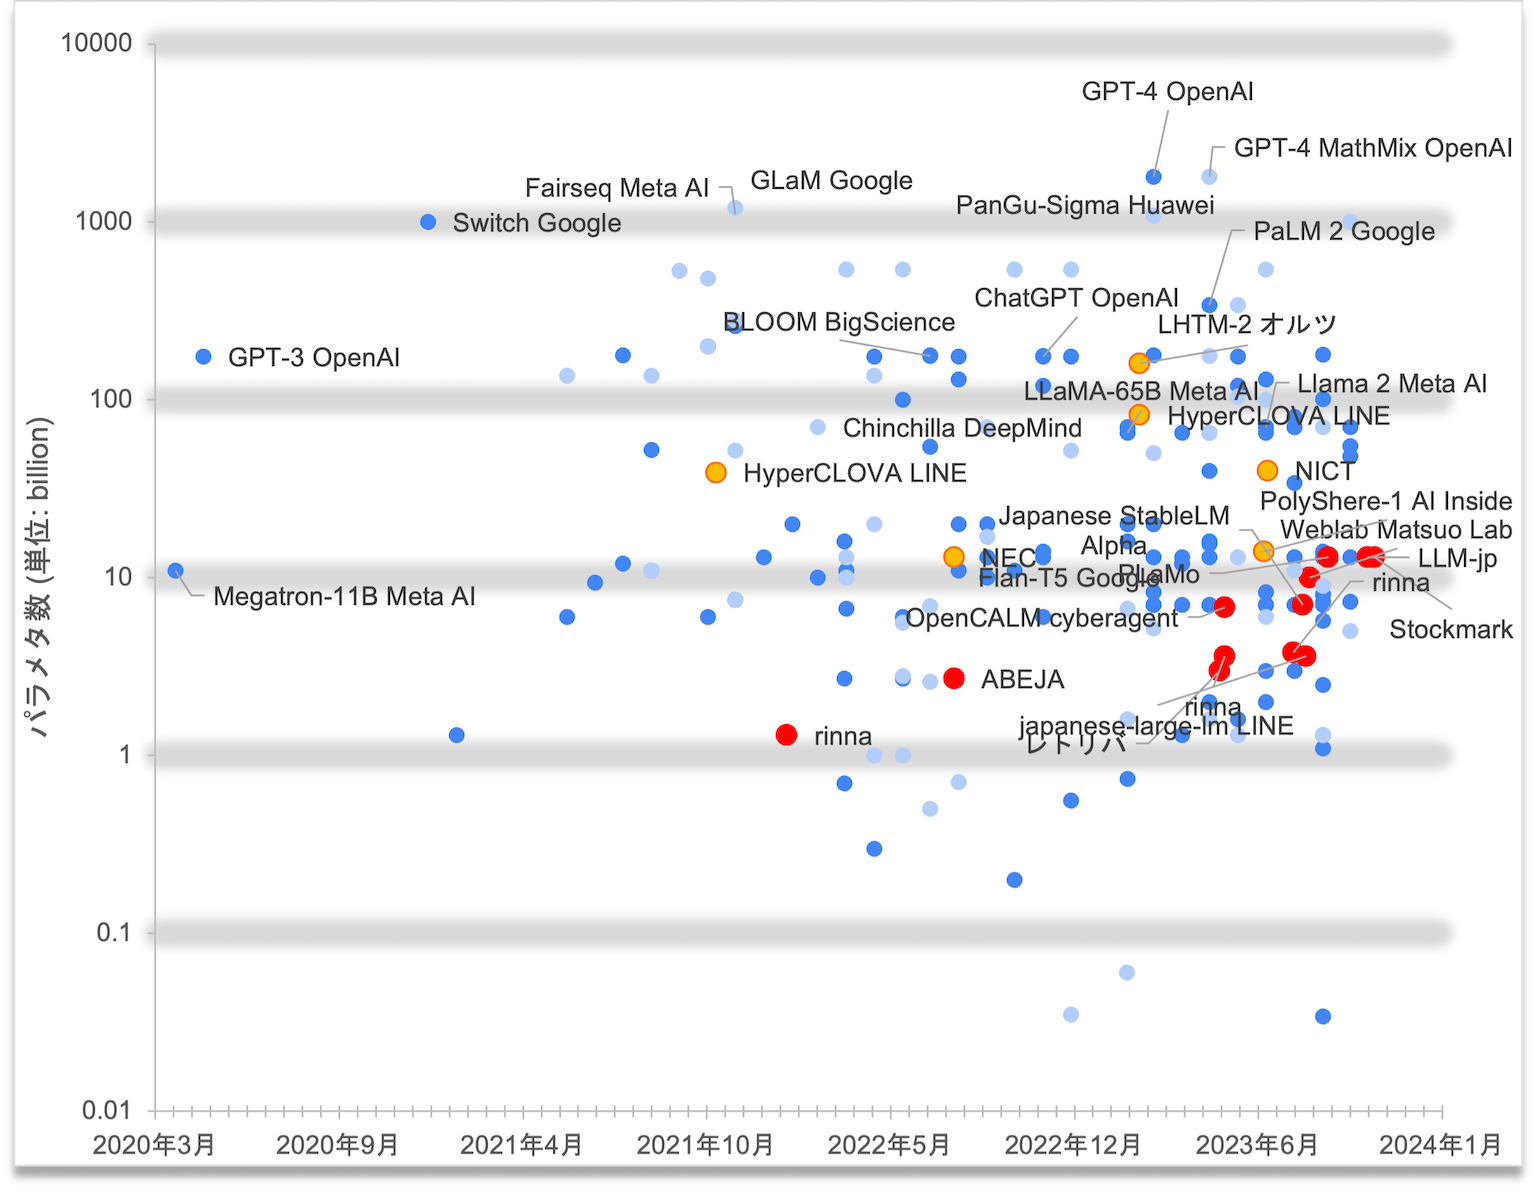 10000
1000
100
10
1
0.1
0.01
パラメタ数 (単位: billion)
GPT-4 OpenAI
GPT-4 MathMix OpenAI
GLaM Google
Fairseq Meta AI
PanGu-Sigma Huawei
Switch Google
PaLM 2 Google
ChatGPT OpenAI
BLOOM BigScience
LHTM-2 オルツ
GPT-3 OpenAI
Llama 2 Meta AI
LLaMA-65B Meta AI
HyperCLOVA LINE
Chinchilla DeepMind
HyperCLOVA LINE
NICT
PolyShere-1 AI Inside
Japanese StableLM
Alpha
Weblab Matsuo Lab
NEC
LLM-jp
PLaMo
Flan-T5 Google
rinna
Megatron-11B Meta AI
OpenCALM cyberagent
Stockmark
ABEJA
rinna
japanese-large-lm LINE
rinna
レトリバ
2020年3月
2020年9月
2021年4月
2021年10月
2022年5月
2022年12月
2023年6月
2024年1月